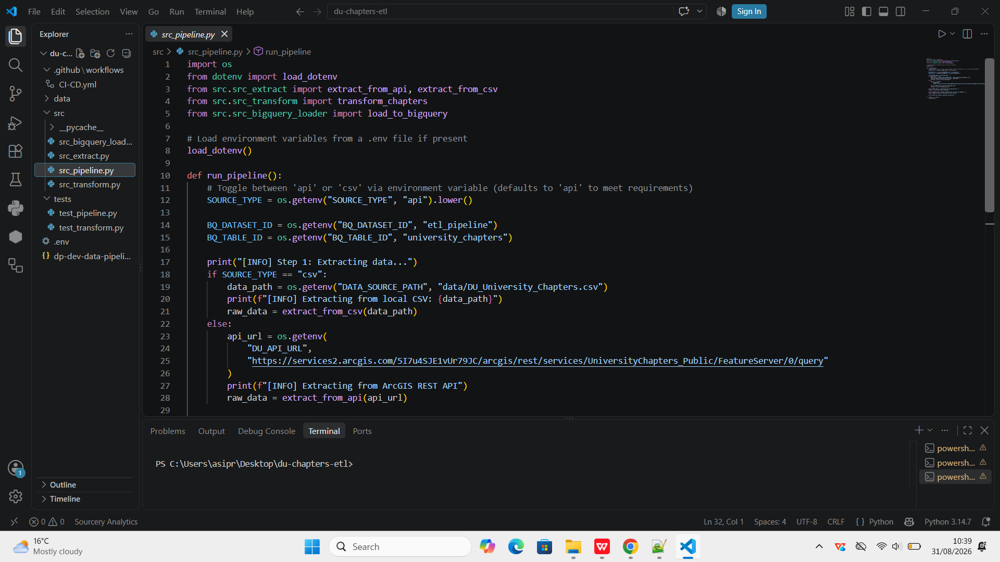 File Edit Selection View Go Run Terminal Help
du-chapters-etl
Sign In
Explorer
du-c...
.github\workflows
CI-CD.yml
data
src
__pycache__
src_bigquery_load...
src_extract.py
src_pipeline.py
src_transform.py
tests
test_pipeline.py
test_transform.py
.env
dp-dev-data-pipeli...
Outline
Timeline
src_pipeline.py
src > src_pipeline.py > run_pipeline
1 import os
2 from dotenv import load_dotenv
3 from src.src_extract import extract_from_api, extract_from_csv
4 from src.src_transform import transform_chapters
5 from src.src_bigquery_loader import load_to_bigquery
6
7 # Load environment variables from a .env file if present
8 load_dotenv()
9
10 def run_pipeline():
11     # Toggle between 'api' or 'csv' via environment variable (defaults to 'api' to meet requirements)
12     SOURCE_TYPE = os.getenv("SOURCE_TYPE", "api").lower()
13
14     BQ_DATASET_ID = os.getenv("BQ_DATASET_ID", "etl_pipeline")
15     BQ_TABLE_ID = os.getenv("BQ_TABLE_ID", "university_chapters")
16
17     print("[INFO] Step 1: Extracting data...")
18     if SOURCE_TYPE == "csv":
19         data_path = os.getenv("DATA_SOURCE_PATH", "data/DU_University_Chapters.csv")
20         print(f"[INFO] Extracting from local CSV: {data_path}")
21         raw_data = extract_from_csv(data_path)
22     else:
23         api_url = os.getenv(
24             "DU_API_URL",
25             "https://services2.arcgis.com/5I7u4SJE1vUr79JC/arcgis/rest/services/UniversityChapters_Public/FeatureServer/0/query"
26         )
27         print(f"[INFO] Extracting from ArcGIS REST API")
28         raw_data = extract_from_api(api_url)
29
Problems Output Debug Console Terminal Ports
PS C:\Users\asipr\Desktop\du-chapters-etl>
powersh...
powersh...
powersh...
1
0 0 Sourcery Analytics
Ln 32, Col 1 Spaces: 4 UTF-8 CRLF { } Python Python 3.14.7
16°C
Mostly cloudy
Search
10:39
31/08/2026